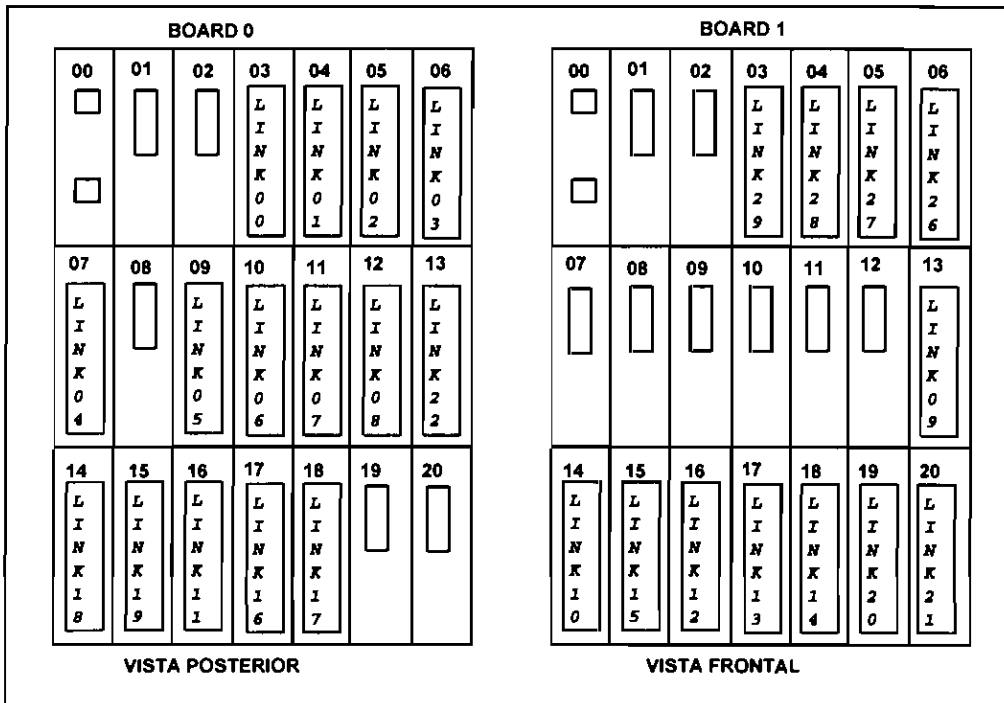 BOARD 0
00 01 02 03 04 05 06
LINK00 LINK01 LINK02 LINK03
07 08 09 10 11 12 13
LINK04 LINK05 LINK06 LINK07 LINK08 LINK22
14 15 16 17 18 19 20
LINK18 LINK19 LINK11 LINK16 LINK17
VISTA POSTERIOR
BOARD 1
00 01 02 03 04 05 06
LINK29 LINK28 LINK27 LINK26
07 08 09 10 11 12 13
LINK09
14 15 16 17 18 19 20
LINK10 LINK15 LINK12 LINK13 LINK14 LINK20 LINK21
VISTA FRONTAL